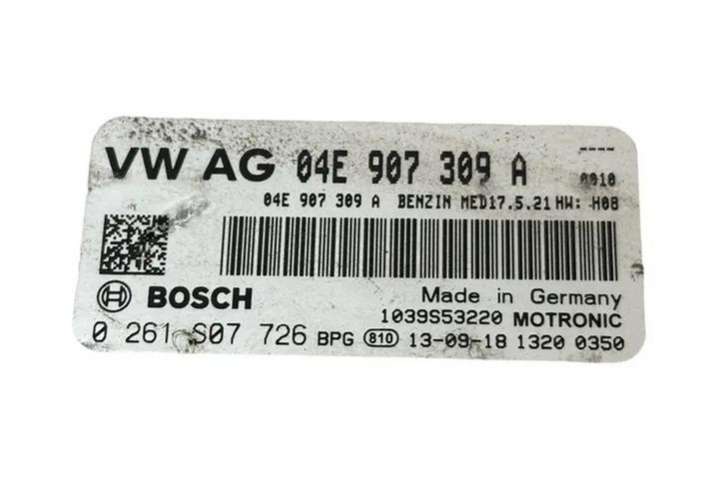 VW AG 04E 907 309 A ----
0010
04E 907 309 A BENZIN MED17.5.21 HW: H08
BOSCH Made in Germany
1039S53220 MOTRONIC
0 261 S07 726 BPG 810 13-09-18 1320 0350